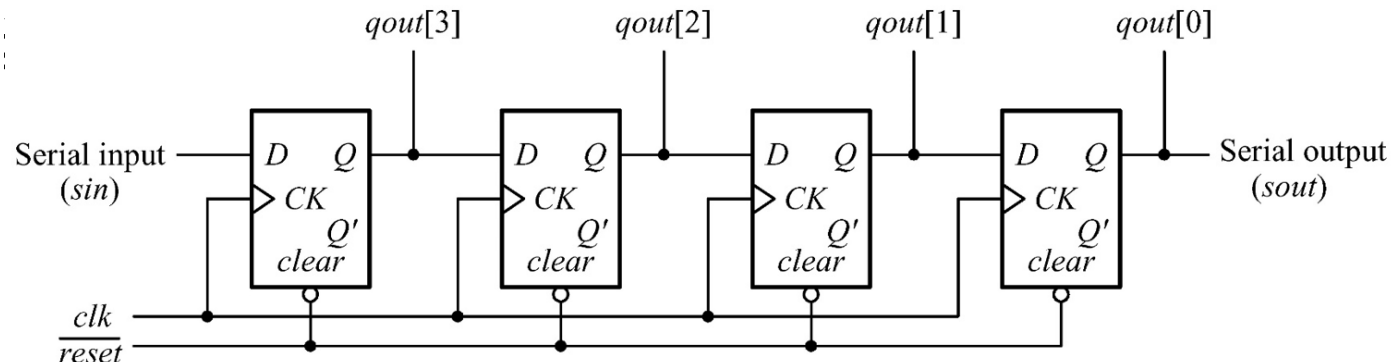 qout[3] qout[2] qout[1] qout[0]
Serial input D Q D Q D Q D Q Serial output
(sin) CK CK CK CK (sout)
Q' Q' Q' Q'
clear clear clear clear
clk
reset